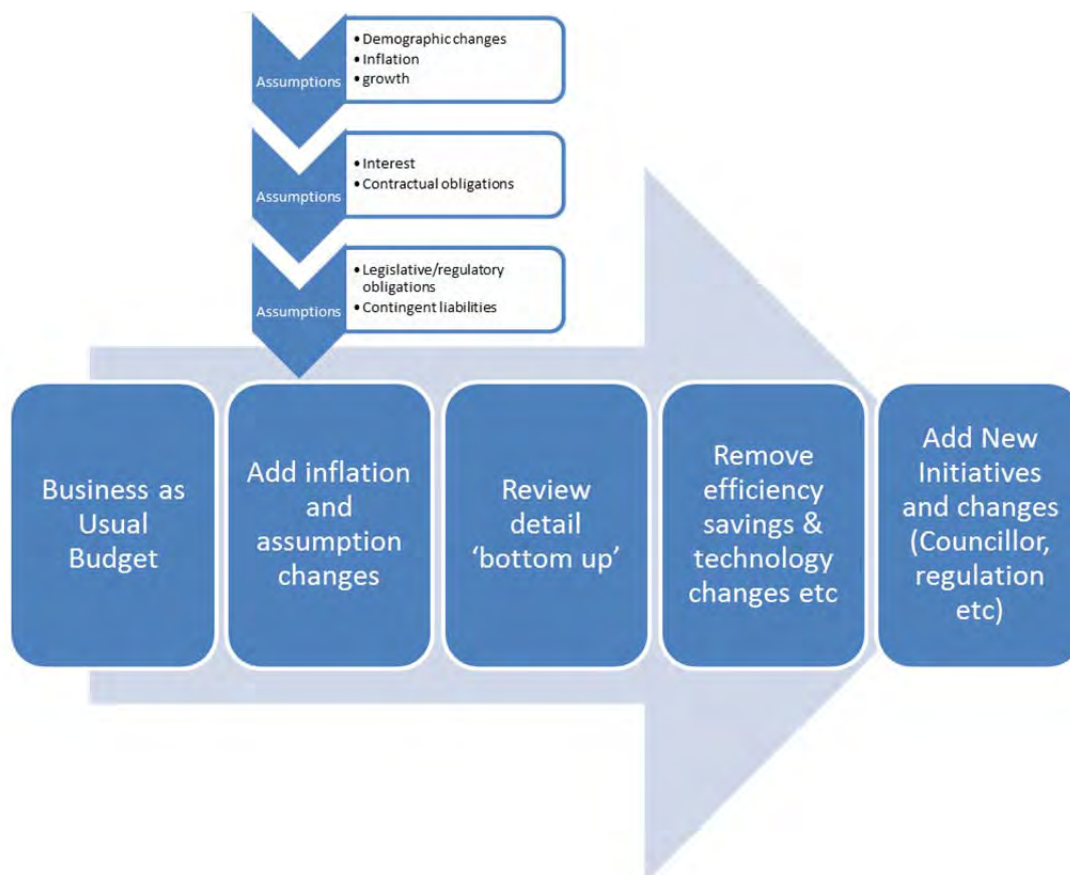 Assumptions
• Demographic changes
• Inflation
• growth
Assumptions
• Interest
• Contractual obligations
Assumptions
• Legislative/regulatory
obligations
• Contingent liabilities
Business as
Usual
Budget
Add inflation
and
assumption
changes
Review
detail
‘bottom up’
Remove
efficiency
savings &
technology
changes etc
Add New
Initiatives
and changes
(Councillor,
regulation
etc)